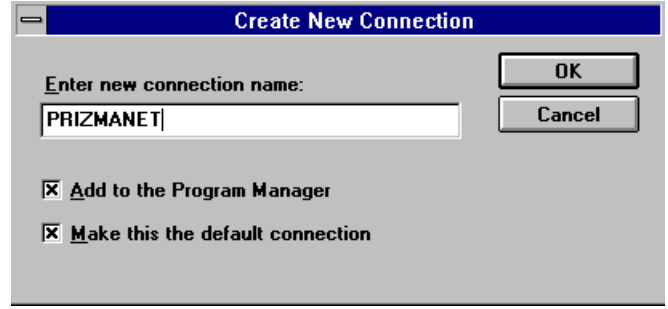 Create New Connection
Enter new connection name:
OK
PRIZMANET
Cancel
Add to the Program Manager
Make this the default connection